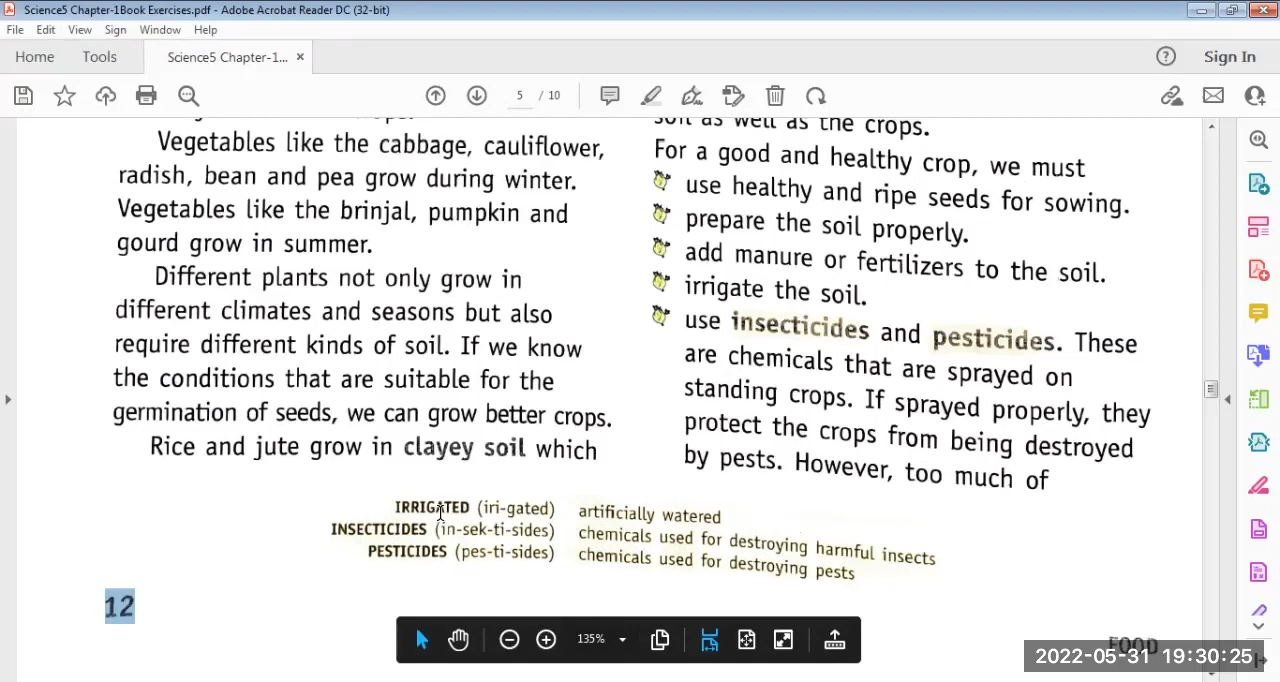 Science5 Chapter-1Book Exercises.pdf - Adobe Acrobat Reader DC (32-bit)
File Edit View Sign Window Help
Home Tools Science5 Chapter-1... × Sign In
5 / 10
Vegetables like the cabbage, cauliflower,
radish, bean and pea grow during winter.
Vegetables like the brinjal, pumpkin and
gourd grow in summer.
Different plants not only grow in
different climates and seasons but also
require different kinds of soil. If we know
the conditions that are suitable for the
germination of seeds, we can grow better crops.
Rice and jute grow in clayey soil which
soil as well as the crops.
For a good and healthy crop, we must
use healthy and ripe seeds for sowing.
prepare the soil properly.
add manure or fertilizers to the soil.
irrigate the soil.
use insecticides and pesticides. These
are chemicals that are sprayed on
standing crops. If sprayed properly, they
protect the crops from being destroyed
by pests. However, too much of
IRRIGATED (iri-gated) artificially watered
INSECTICIDES (in-sek-ti-sides) chemicals used for destroying harmful insects
PESTICIDES (pes-ti-sides) chemicals used for destroying pests
12
135%
FOOD
2022-05-31 19:30:25